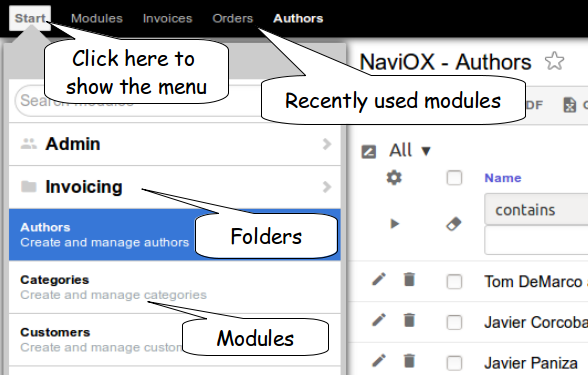 Start Modules Invoices Orders Authors
Click here to
show the menu
NaviOX - Authors
Recently used modules
Search modules
DF
Admin
All
Invoicing
Name
contains
Folders
Authors
Create and manage authors
Categories
Create and manage categories
Tom DeMarco
Modules
Customers
Create and manage custom
Javier Corcoba
Javier Paniza